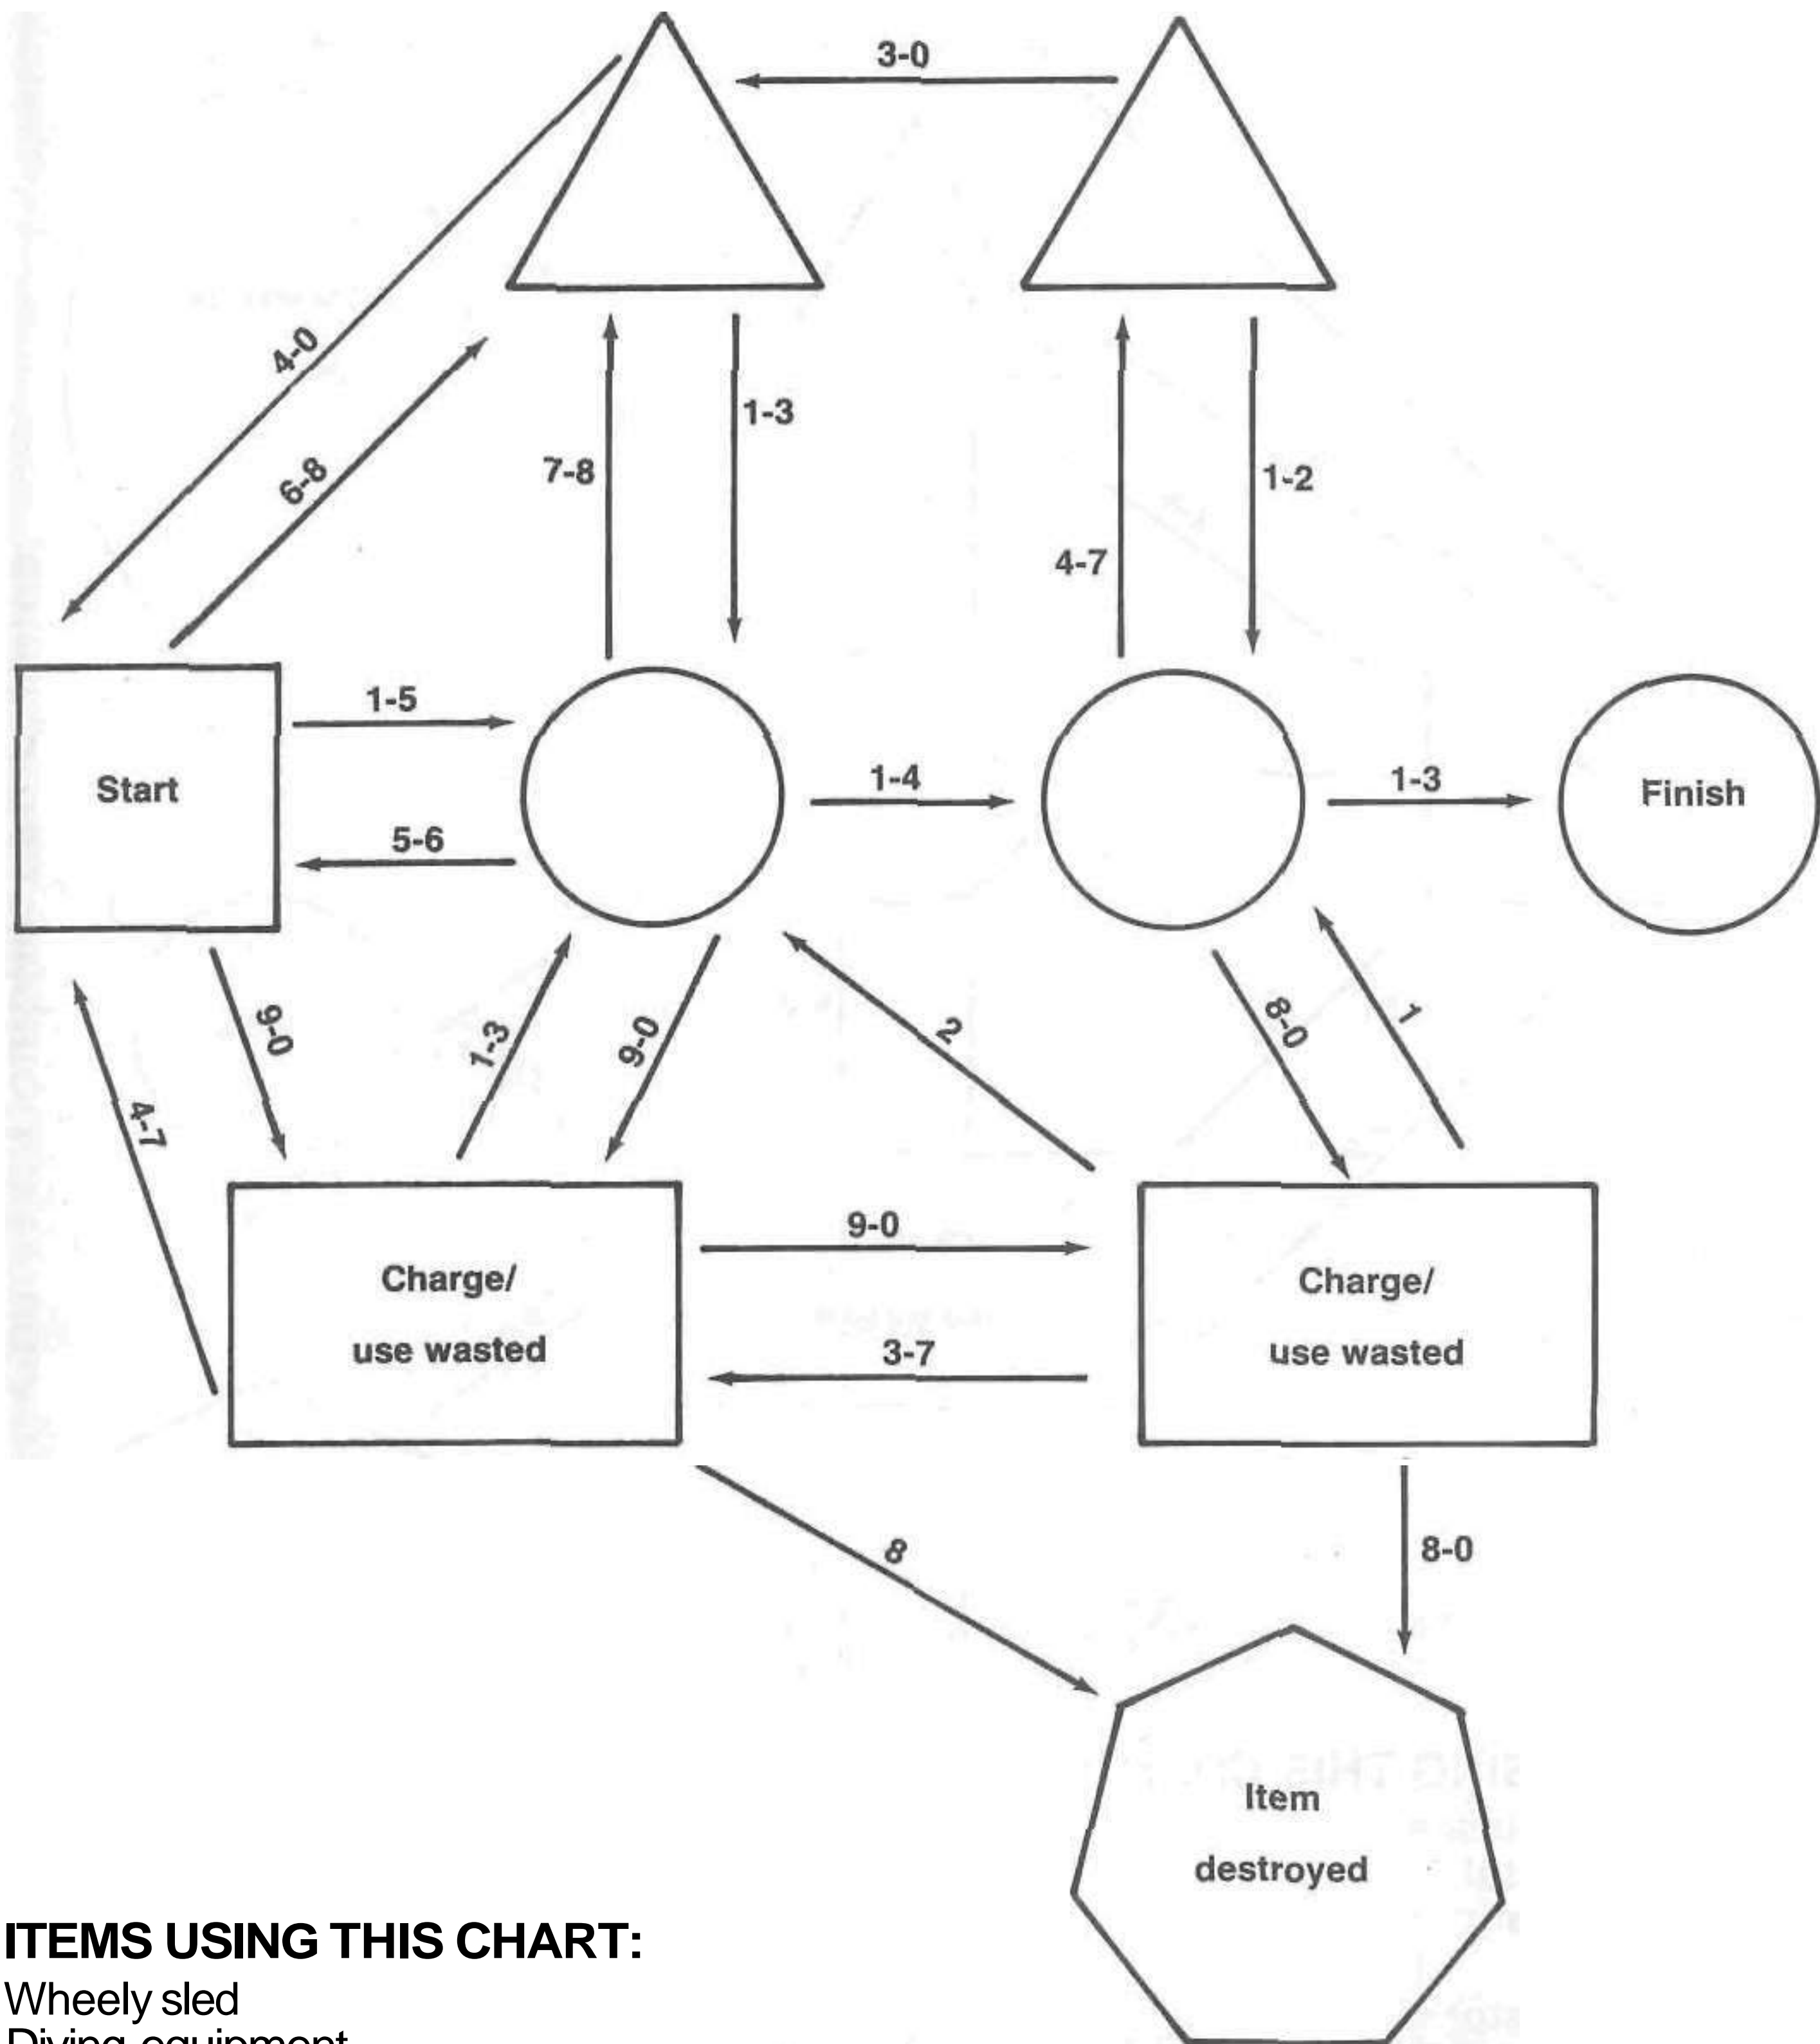 3-0
4-0
6-8
7-8
1-3
4-7
1-2
1-5
Start
5-6
1-4
1-3
Finish
9-0
4-7
1-3
9-0
2
8-0
1
Charge/
use wasted
9-0
3-7
Charge/
use wasted
8
8-0
Item
destroyed
ITEMS USING THIS CHART:
Wheely sled
Diving equipment